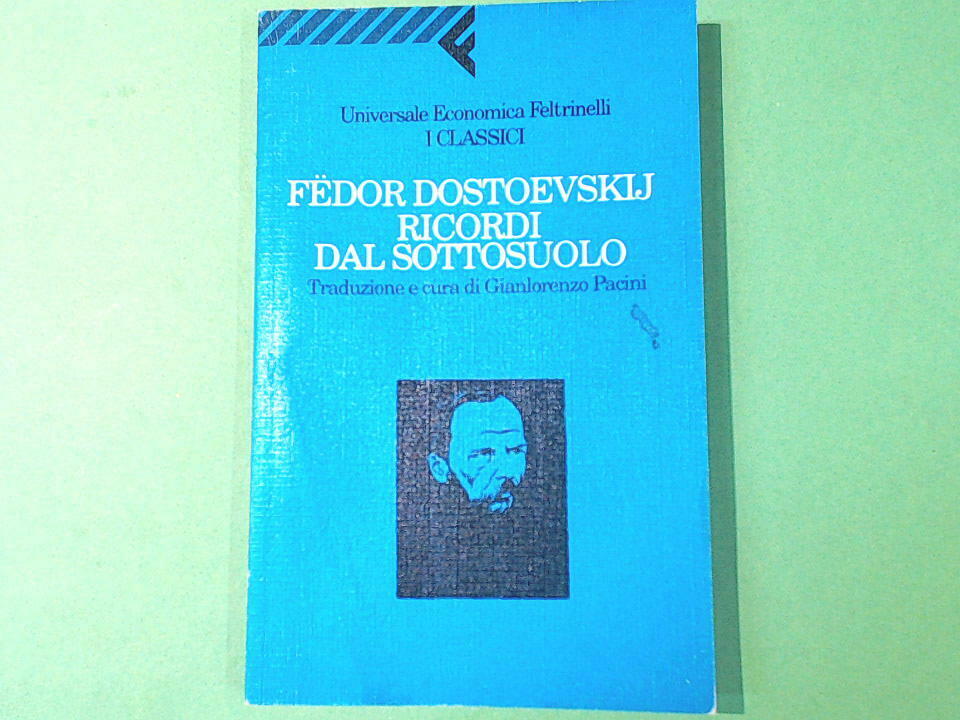 Universale Economica Feltrinelli
I CLASSICI
FËDOR DOSTOEVSKIJ
RICORDI
DAL SOTTOSUOLO
Traduzione e cura di Gianlorenzo Pacini